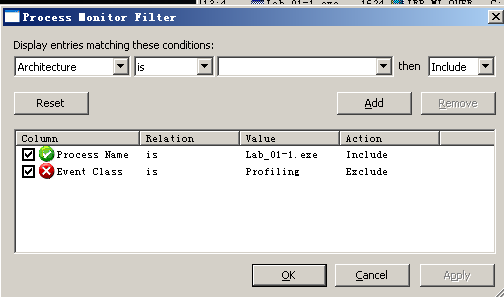 Process Monitor Filter
Display entries matching these conditions:
Architecture is then Include
Reset Add Remove
Column Relation Value Action
Process Name is Lab_01-1.exe Include
Event Class is Profiling Exclude
OK Cancel Apply